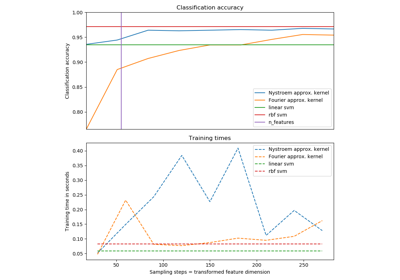 Classification accuracy
1.00
0.95
0.90
0.85
0.80
Classification accuracy
Nystroem approx. kernel
Fourier approx. kernel
linear svm
rbf svm
n_features
Training times
0.40
0.35
0.30
0.25
0.20
0.15
0.10
0.05
Training time in seconds
Nystroem approx. kernel
Fourier approx. kernel
linear svm
rbf svm
50 100 150 200 250
Sampling steps = transformed feature dimension